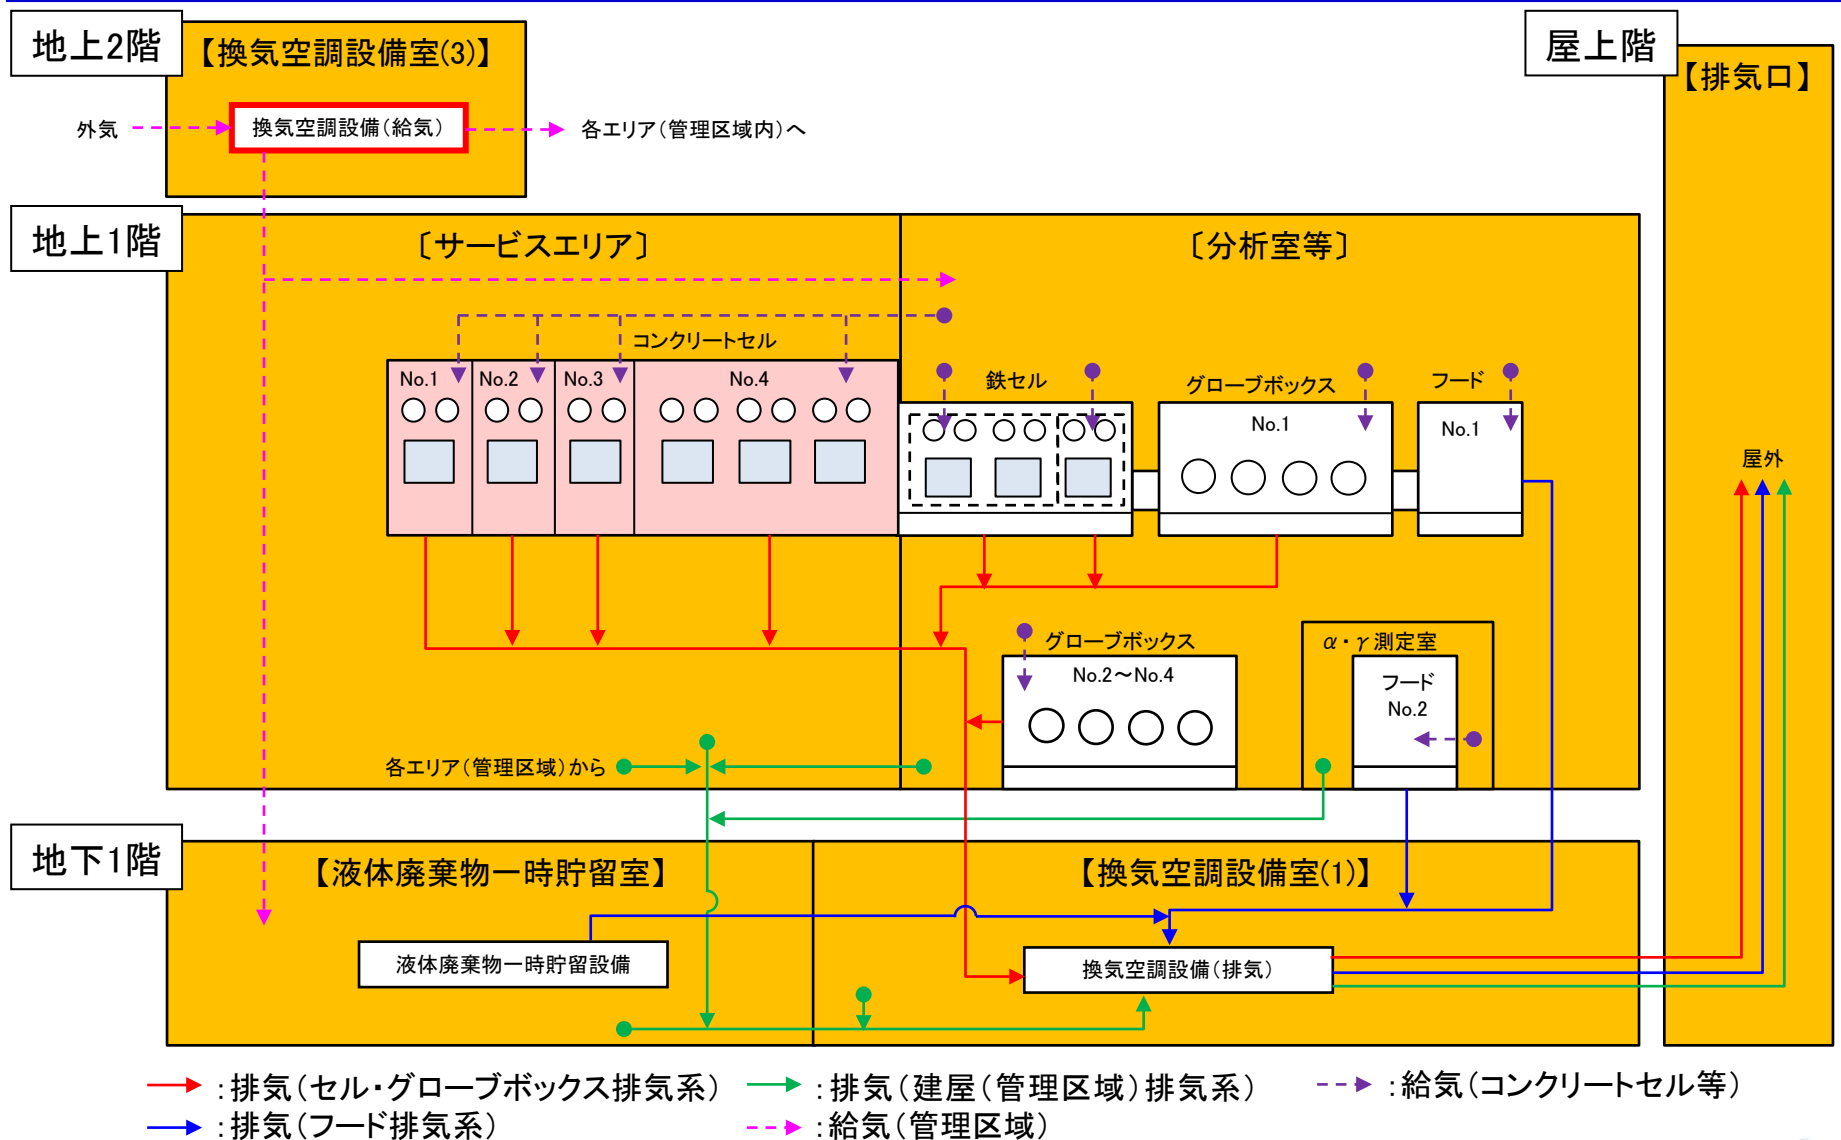 地上2階
【換気空調設備室(3)】
屋上階
【排気口】
外気
換気空調設備(給気)
各エリア(管理区域内)へ
地上1階
〔サービスエリア〕
〔分析室等〕
コンクリートセル
No.1
No.2
No.3
No.4
鉄セル
グローブボックス
No.1
フード
No.1
屋外
グローブボックス
No.2~No.4
α・γ測定室
フード
No.2
各エリア(管理区域)から
地下1階
【液体廃棄物一時貯留室】
【換気空調設備室(1)】
液体廃棄物一時貯留設備
換気空調設備(排気)
:排気(セル・グローブボックス排気系)
:排気(建屋(管理区域)排気系)
:給気(コンクリートセル等)
:排気(フード排気系)
:給気(管理区域)